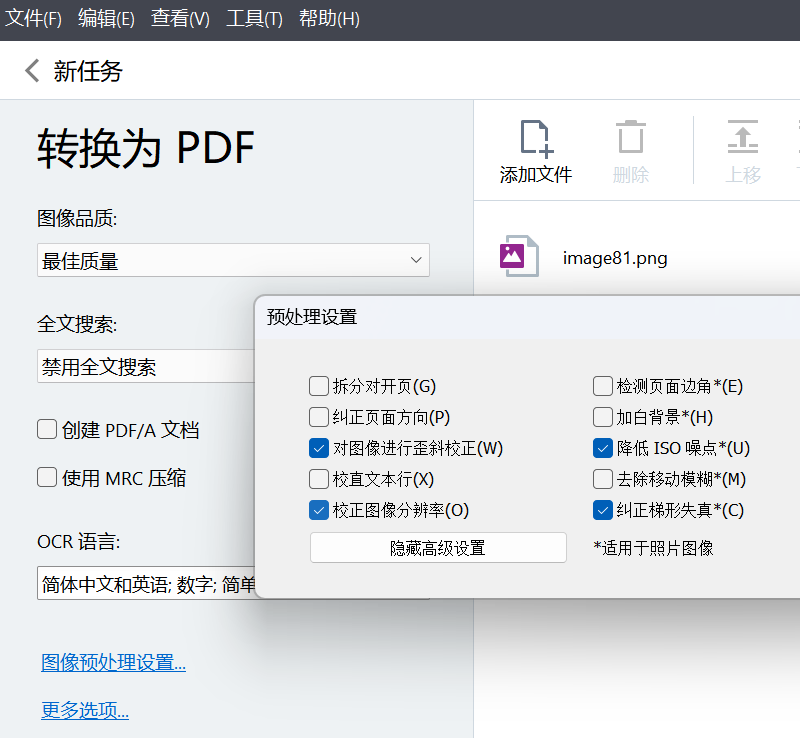 文件(F) 编辑(E) 查看(V) 工具(T) 帮助(H)
新任务
转换为 PDF
图像品质:
最佳质量
全文搜索:
禁用全文搜索
创建 PDF/A 文档
使用 MRC 压缩
OCR 语言:
简体中文和英语; 数字; 简单
图像预处理设置...
更多选项...
添加文件 删除 上移
image81.png
预处理设置
拆分对开页(G)
纠正页面方向(P)
对图像进行歪斜校正(W)
校直文本行(X)
校正图像分辨率(O)
隐藏高级设置
检测页面边角*(E)
加白背景*(H)
降低 ISO 噪点*(U)
去除移动模糊*(M)
纠正梯形失真*(C)
*适用于照片图像